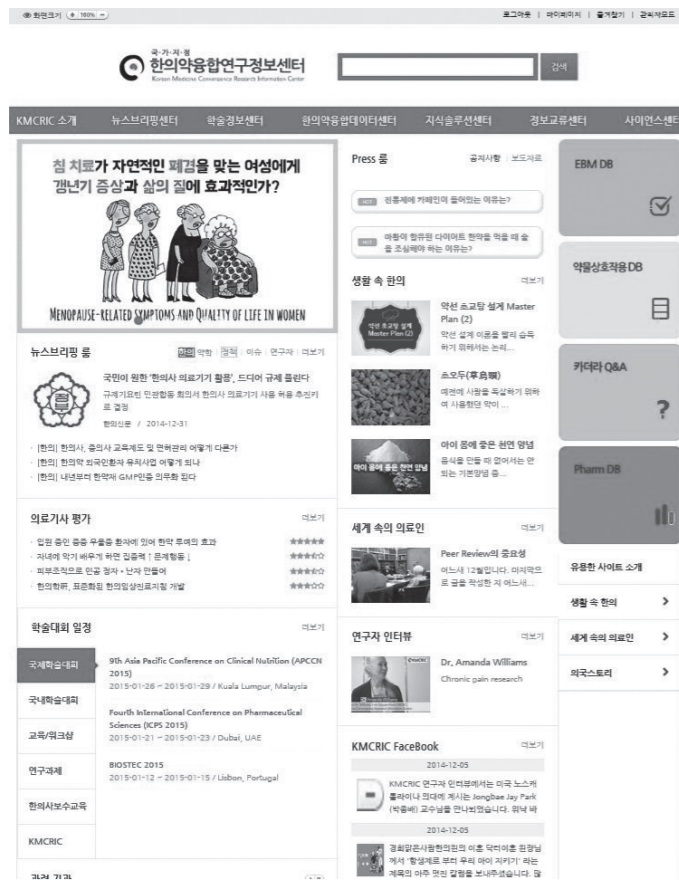 화면크기 100%
로그아웃 | 마이페이지 | 즐겨찾기 | 관리자모드
국·가·지·정
한의약융합연구정보센터
Korean Medicine Convergence Research Information Center
검색
KMCRIC 소개
뉴스브리핑센터
학술정보센터
한의약융합데이터센터
지식솔루션센터
정보교류센터
사이언스센터
침 치료가 자연적인 폐경을 맞는 여성에게
갱년기 증상과 삶의 질에 효과적인가?
MENOPAUSE-RELATED SYMPTOMS AND QUALITY OF LIFE IN WOMEN
뉴스브리핑 룸
한의 약학 | 정책 | 이슈 | 연구자 | 더보기
정부
국민이 원한 '한의사 의료기기 활용', 드디어 규제 풀린다
규제기요틴 민관합동 회의서 한의사 의료기기 사용 허용 추진키
로 결정
한의신문 / 2014-12-31
· [한의] 한의사, 중의사 교육제도 및 면허관리 어떻게 다른가
· [한의] 한의약 외국인환자 유치사업 어떻게 되나
· [한의] 내년부터 한약재 GMP인증 의무화 된다
의료기사 평가
더보기
· 입원 중인 중증 우울증 환자에 있어 한약 투여의 효과 ★★★★★
· 자녀에 악기 배우게 하면 집중력↑ 문제행동↓ ★★★☆☆
· 피부조직으로 인공 정자·난자 만들어 ★★★★☆
· 한의학硏, 표준화된 한의임상진료지침 개발 ★★★☆☆
학술대회 일정
더보기
국제학술대회
국내학술대회
교육/워크샵
연구과제
한의사보수교육
KMCRIC
9th Asia Pacific Conference on Clinical Nutrition (APCCN
2015)
2015-01-26 ~ 2015-01-29 / Kuala Lumpur, Malaysia
Fourth International Conference on Pharmaceutical
Sciences (ICPS 2015)
2015-01-21 ~ 2015-01-23 / Dubai, UAE
BIOSTEC 2015
2015-01-12 ~ 2015-01-15 / Lisbon, Portugal
관련 기관
Press 룸
공지사항 | 보도자료
HOT 진통제에 카페인이 들어있는 이유는?
HOT 마황이 함유된 다이어트 한약을 먹을 때 술
을 조심해야 하는 이유는?
생활 속 한의
더보기
약선 초교탕 설계
Master Plan (2)
약선 초교탕 설계 Master
Plan (2)
약선 설계 이론을 빨리 습득
하기 위해서는 논리...
초오두(草烏頭)
예전에 사람을 독살하기 위하
여 사용했던 약이 ...
아이 몸에 좋은 천연 양념
아이 몸에 좋은 천연 양념
음식을 만들 때 없어서는 안
되는 기본양념 중...
세계 속의 의료인
더보기
Peer Review의 중요성
어느새 12월입니다. 마지막으
로 글을 작성한 지 어느새...
연구자 인터뷰
더보기
Dr. Amanda Williams
Chronic pain research
KMCRIC FaceBook
더보기
2014-12-05
KMCRIC 연구자 인터뷰에서는 미국 노스캐
롤라이나 의대에 계시는 Jongbae Jay Park
(박종배) 교수님을 만나뵈었습니다. 워낙 바
2014-12-05
경희맑은사람한의원의 이훈 닥터이훈 원장님
께서 '항생제로 부터 우리 아이 지키기' 라는
제목의 아주 멋진 칼럼을 보내주셨습니다. 많
EBM DB
약물상호작용DB
카더라 Q&A
?
Pharm DB
유용한 사이트 소개
생활 속 한의
세계 속의 의료인
의국스토리